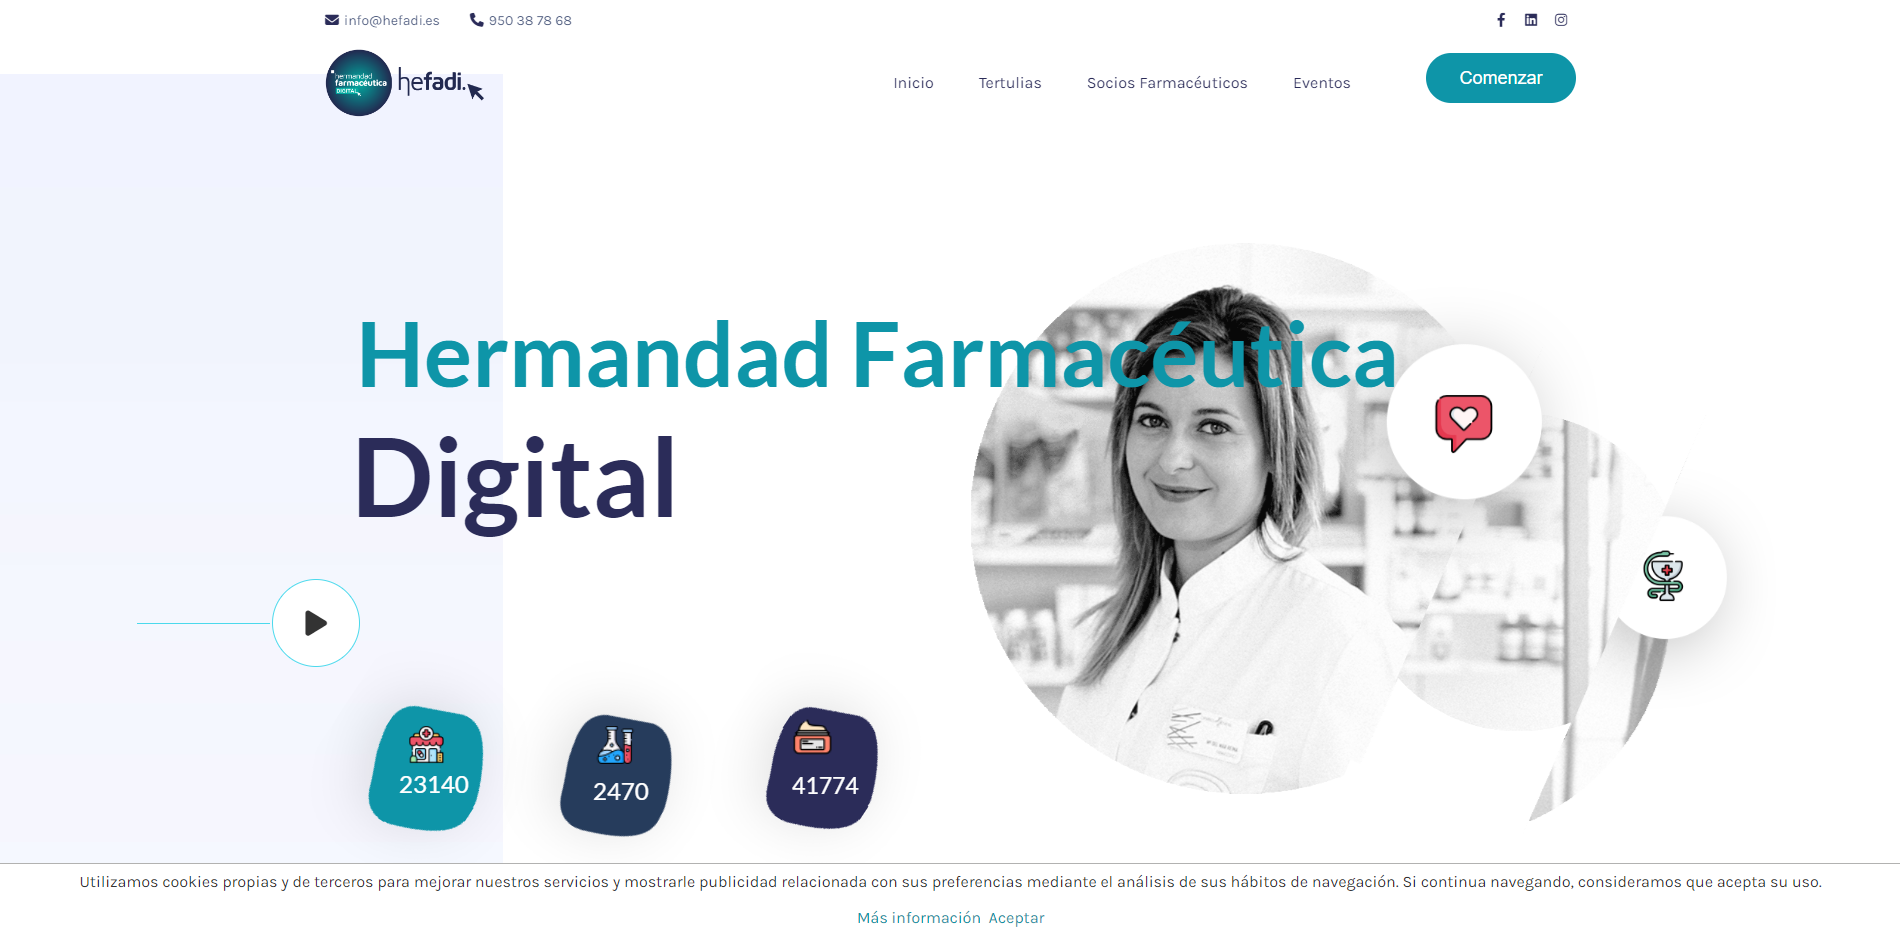 info@hefadi.es
950 38 78 68
hermandad
farmacéutica
DIGITAL
hefadi.
Inicio
Tertulias
Socios Farmacéuticos
Eventos
Comenzar
Hermandad Farmacéutica
Digital
23140
2470
41774
Utilizamos cookies propias y de terceros para mejorar nuestros servicios y mostrarle publicidad relacionada con sus preferencias mediante el análisis de sus hábitos de navegación. Si continua navegando, consideramos que acepta su uso.
Más información Aceptar